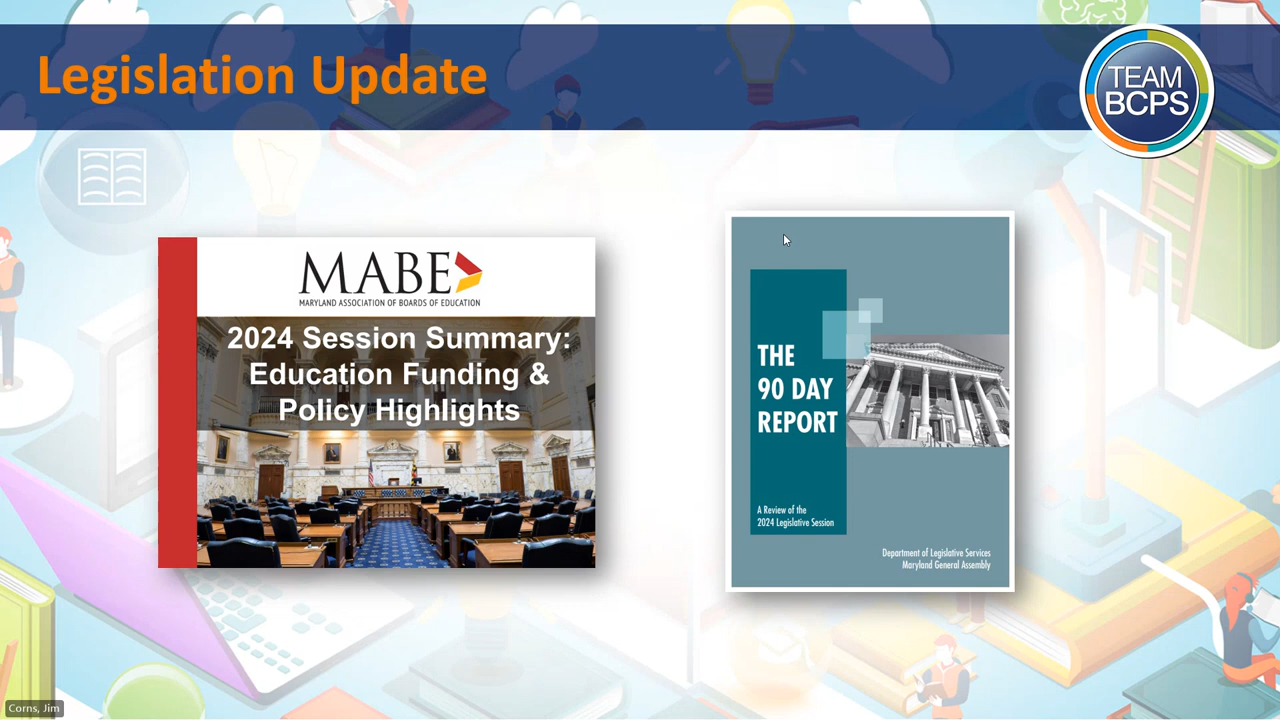 Legislation Update
TEAM
BCPS
MABE
MARYLAND ASSOCIATION OF BOARDS OF EDUCATION
2024 Session Summary:
Education Funding &
Policy Highlights
THE
90 DAY
REPORT
A Review of the
2024 Legislative Session
Department of Legislative Services
Maryland General Assembly
Corns, Jim